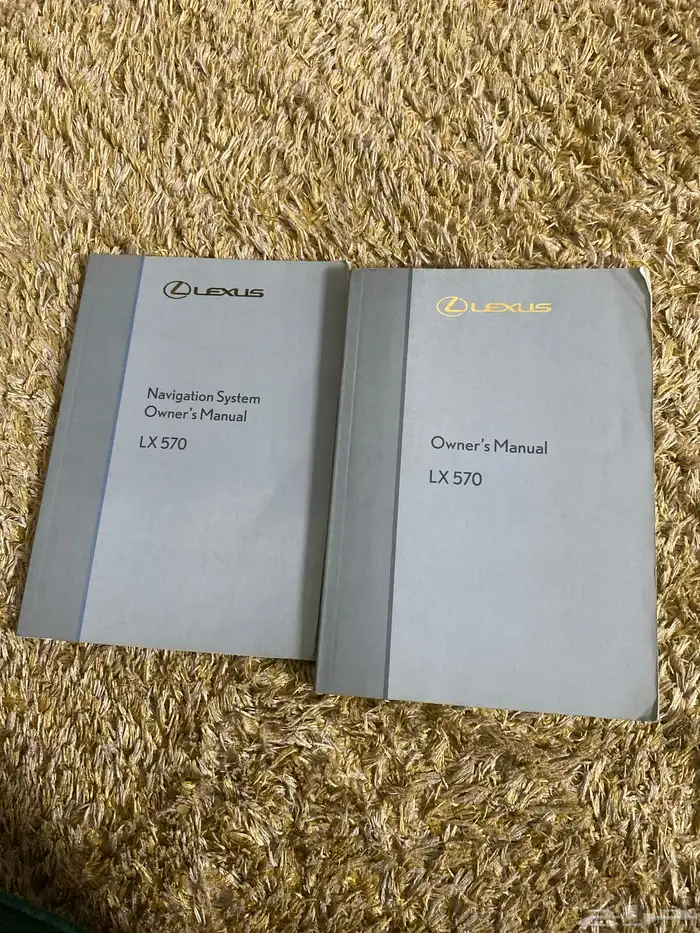 LEXUS
Navigation System
Owner's Manual
LX 570
LEXUS
Owner's Manual
LX 570